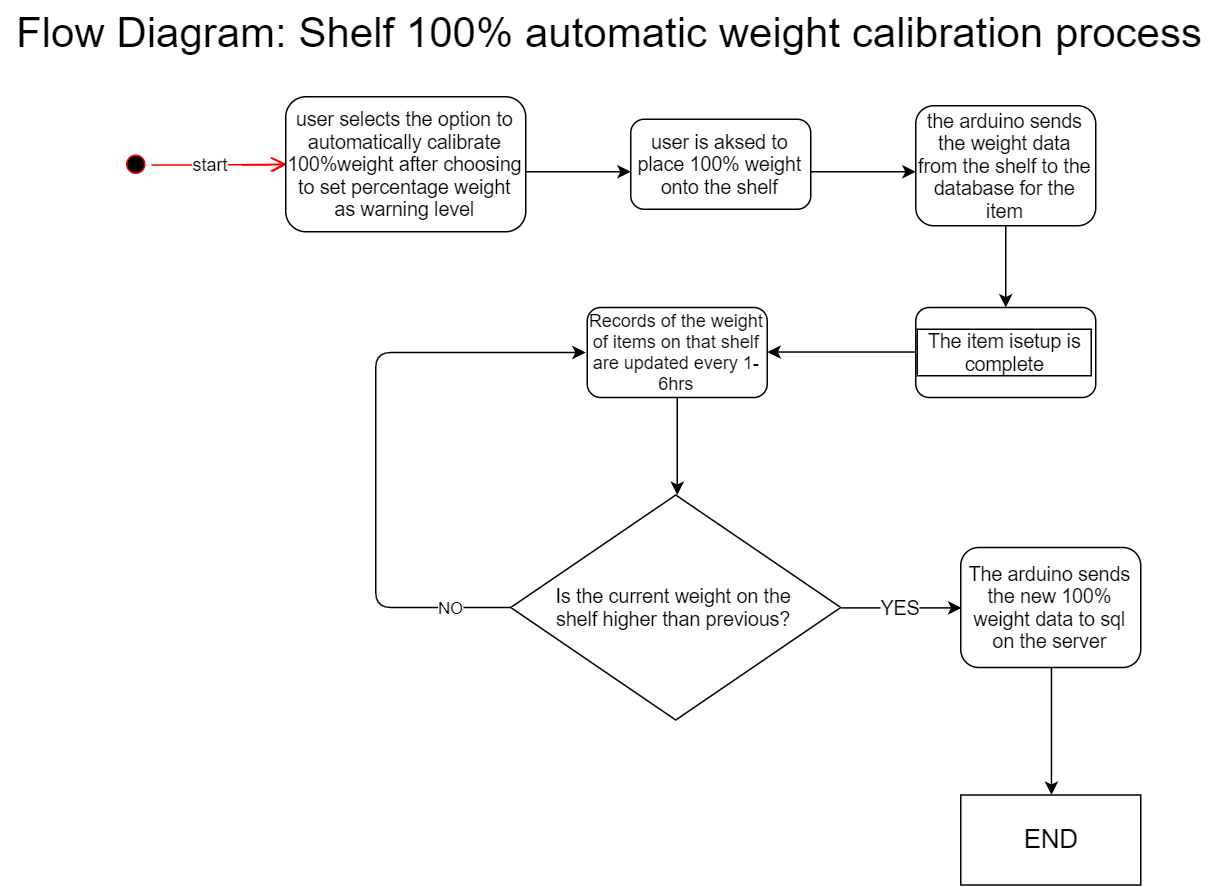 Flow Diagram: Shelf 100% automatic weight calibration process
start
user selects the option to
automatically calibrate
100%weight after choosing
to set percentage weight
as warning level
user is aksed to
place 100% weight
onto the shelf
the arduino sends
the weight data
from the shelf to the
database for the
item
Records of the weight
of items on that shelf
are updated every 1-
6hrs
The item isetup is
complete
Is the current weight on the
shelf higher than previous?
NO
YES
The arduino sends
the new 100%
weight data to sql
on the server
END